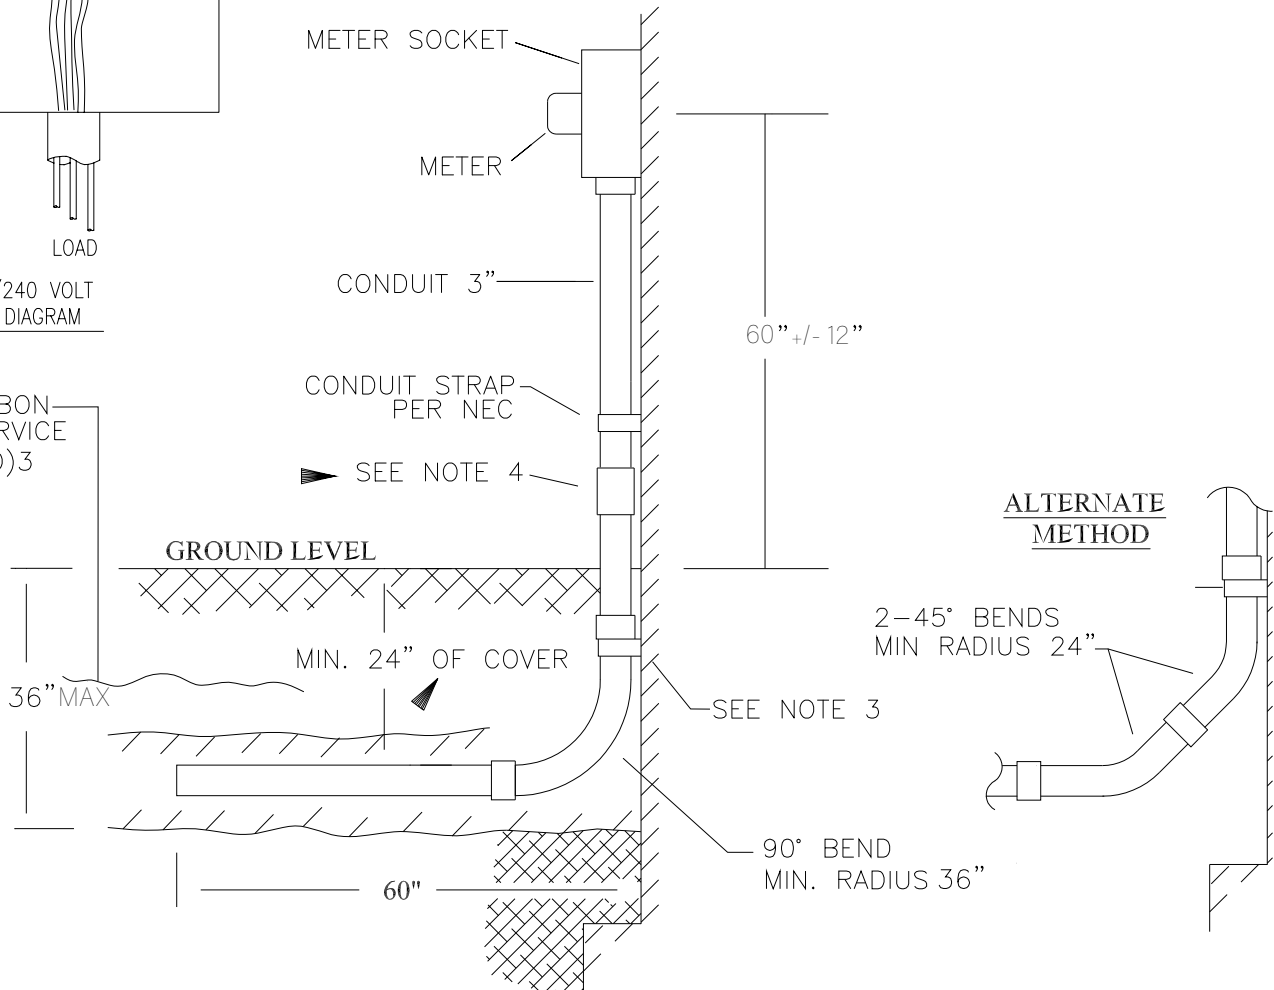 METER SOCKET
METER
LOAD
/240 VOLT
DIAGRAM
CONDUIT 3”
60”+/- 12”
CONDUIT STRAP
PER NEC
BON
RVICE
)3
SEE NOTE 4
ALTERNATE
METHOD
GROUND LEVEL
2–45° BENDS
MIN RADIUS 24”
MIN. 24” OF COVER
36” MAX
SEE NOTE 3
90° BEND
MIN. RADIUS 36”
60"